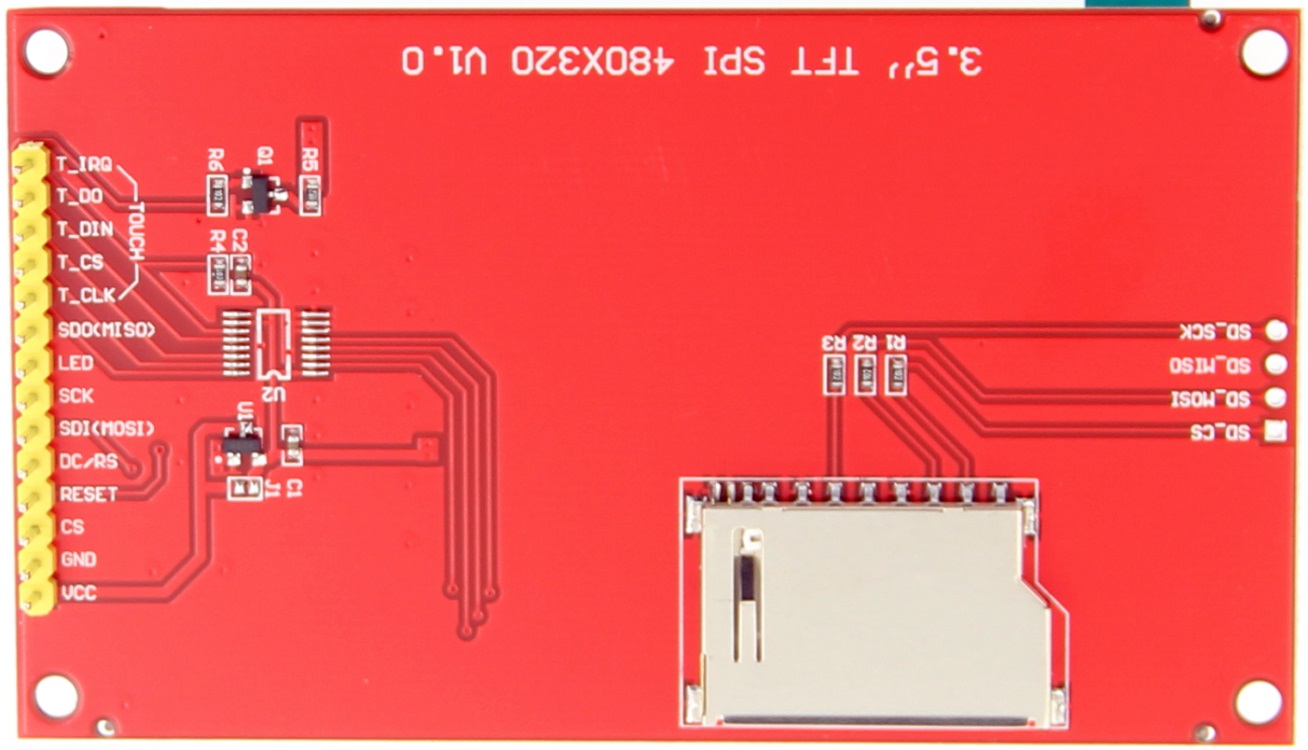 3.5'' TFT SPI 480X320 V1.0
T_IRQ
T_DO
T_DIN
T_CS
T_CLK
TOUCH
SDO(MISO)
LED
SCK
SDI(MOSI)
DC/RS
RESET
CS
GND
VCC
R6
Q1
R5
R4
C2
U2
U1
J1
C1
R3
R2
R1
SD_SCK
SD_MISO
SD_MOSI
SD_CS